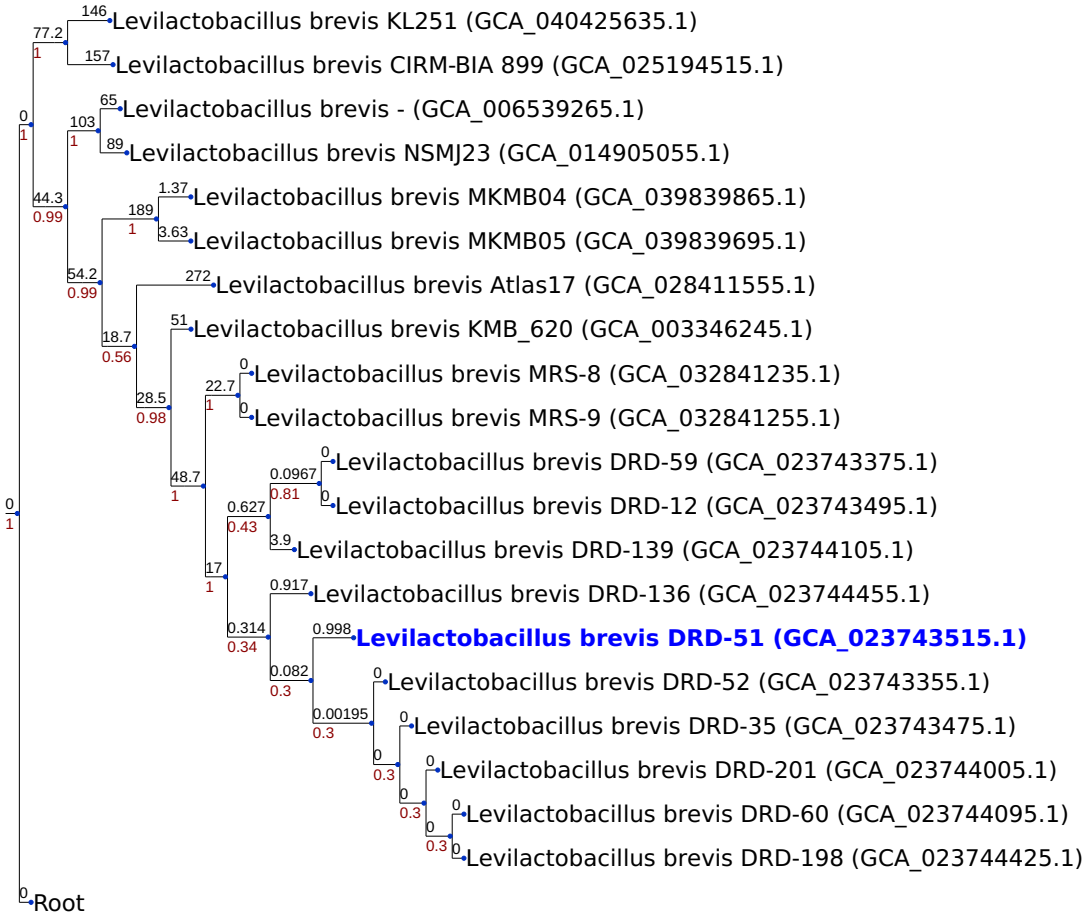 146
Levilactobacillus brevis KL251 (GCA_040425635.1)
77.2
1
157
Levilactobacillus brevis CIRM-BIA 899 (GCA_025194515.1)
65
Levilactobacillus brevis - (GCA_006539265.1)
0
1
103
1
89
Levilactobacillus brevis NSMJ23 (GCA_014905055.1)
44.3
0.99
1.37
Levilactobacillus brevis MKMB04 (GCA_039839865.1)
189
1
3.63
Levilactobacillus brevis MKMB05 (GCA_039839695.1)
54.2
0.99
272
Levilactobacillus brevis Atlas17 (GCA_028411555.1)
18.7
0.56
51
Levilactobacillus brevis KMB_620 (GCA_003346245.1)
28.5
0.98
0
Levilactobacillus brevis MRS-8 (GCA_032841235.1)
22.7
1
0
Levilactobacillus brevis MRS-9 (GCA_032841255.1)
48.7
1
0
Levilactobacillus brevis DRD-59 (GCA_023743375.1)
0.0967
0.81
0
Levilactobacillus brevis DRD-12 (GCA_023743495.1)
0.627
0.43
3.9
Levilactobacillus brevis DRD-139 (GCA_023744105.1)
0
1
17
1
0.917
Levilactobacillus brevis DRD-136 (GCA_023744455.1)
0.314
0.34
0.998
Levilactobacillus brevis DRD-51 (GCA_023743515.1)
0.082
0.3
0
Levilactobacillus brevis DRD-52 (GCA_023743355.1)
0.00195
0.3
0
Levilactobacillus brevis DRD-35 (GCA_023743475.1)
0
0.3
0
Levilactobacillus brevis DRD-201 (GCA_023744005.1)
0
0.3
0
Levilactobacillus brevis DRD-60 (GCA_023744095.1)
0
0.3
0
Levilactobacillus brevis DRD-198 (GCA_023744425.1)
0
Root